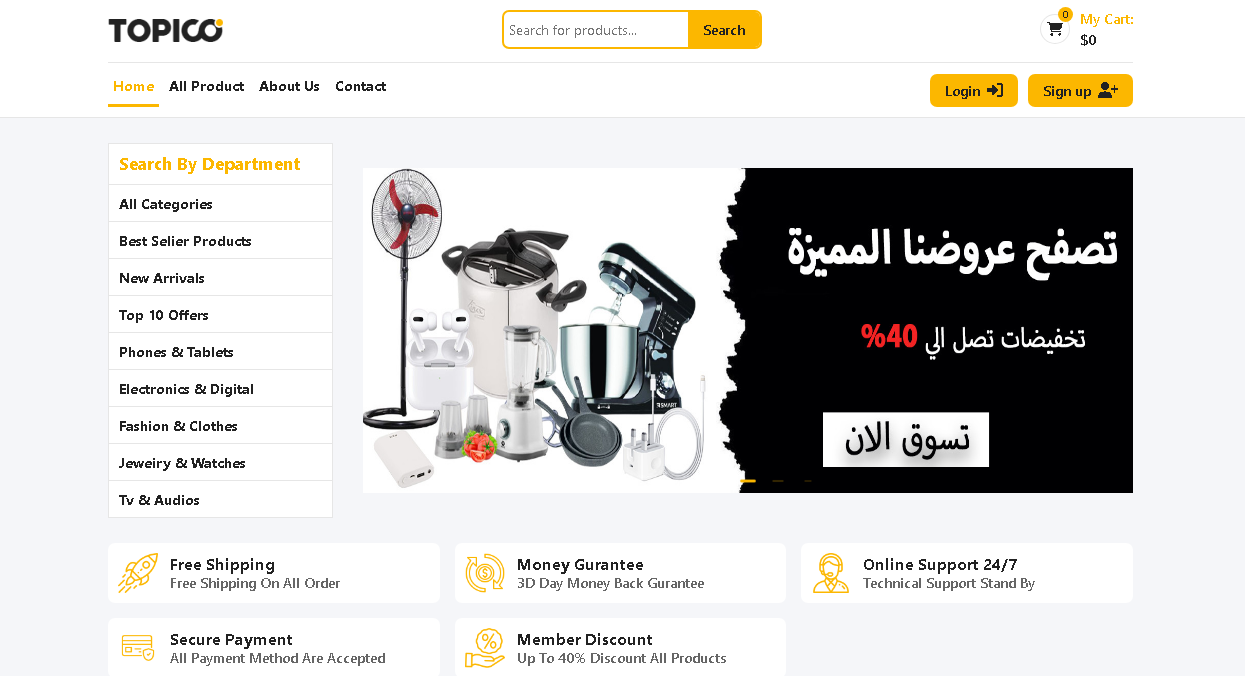 TOPICO
Search for products...
Search
0
My Cart:
$0
Home
All Product
About Us
Contact
Login
Sign up
Search By Department
All Categories
Best Selier Products
New Arrivals
Top 10 Offers
Phones & Tablets
Electronics & Digital
Fashion & Clothes
Jeweiry & Watches
Tv & Audios
تصفح عروضنا المميزة
تخفيضات تصل الي 40%
تسوق الان
Free Shipping
Free Shipping On All Order
Money Gurantee
3D Day Money Back Gurantee
Online Support 24/7
Technical Support Stand By
Secure Payment
All Payment Method Are Accepted
Member Discount
Up To 40% Discount All Products